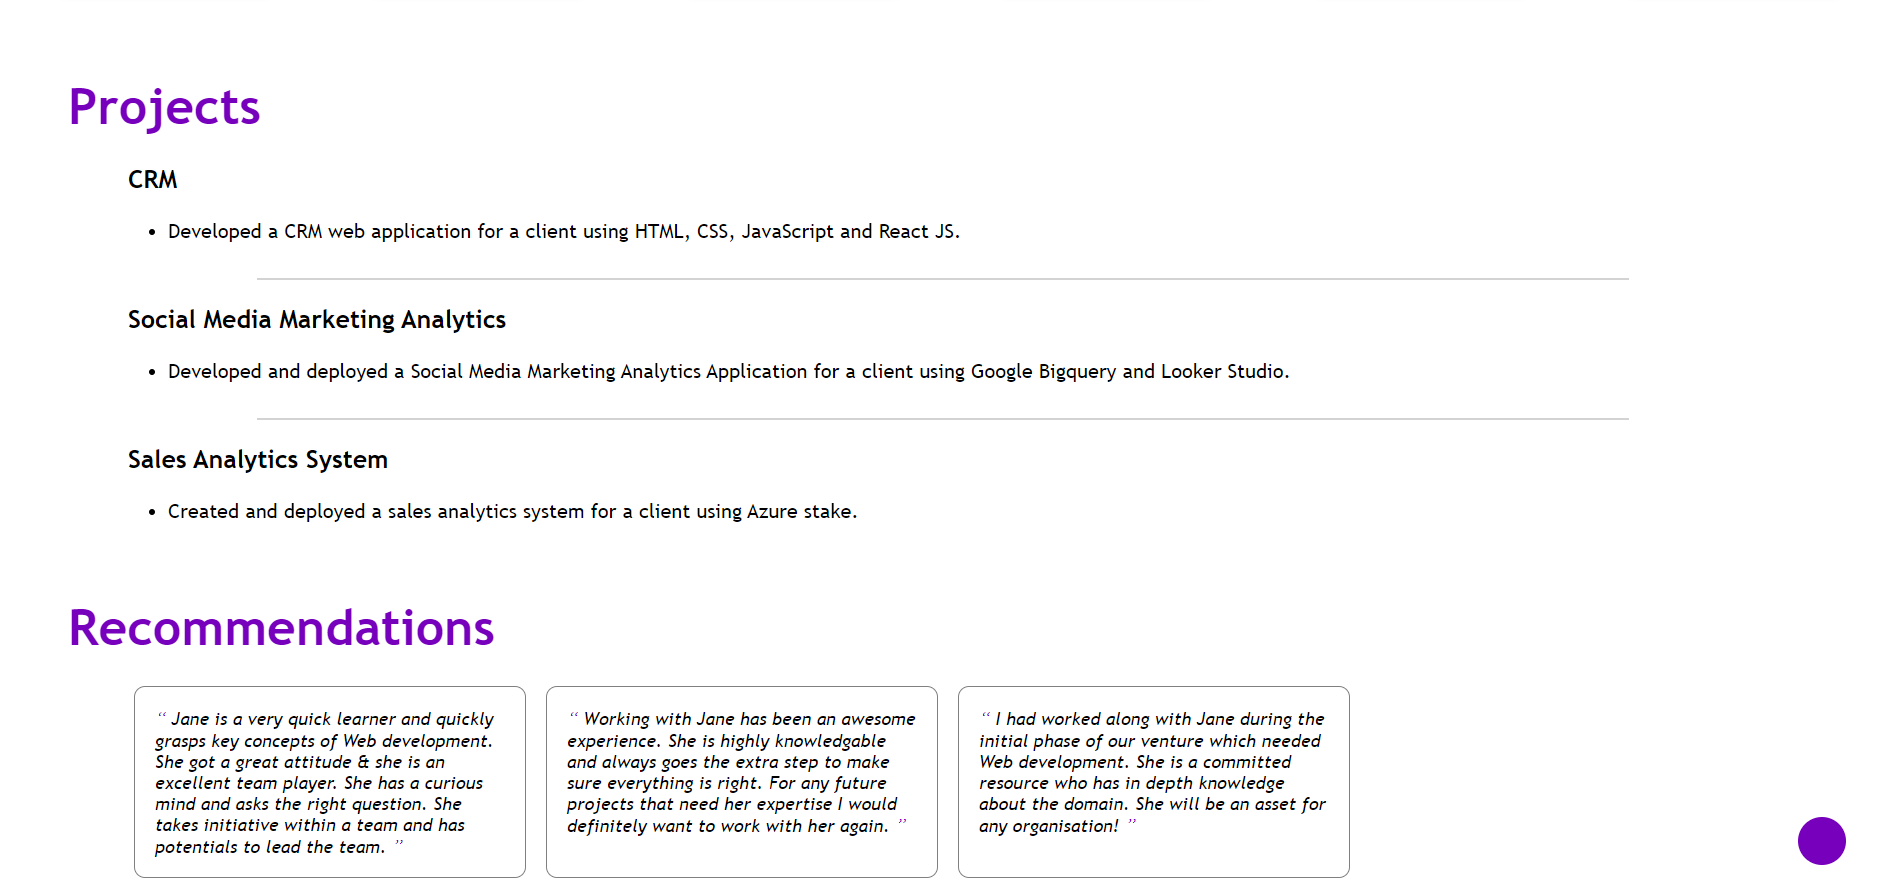 Projects
CRM
• Developed a CRM web application for a client using HTML, CSS, JavaScript and React JS.
Social Media Marketing Analytics
• Developed and deployed a Social Media Marketing Analytics Application for a client using Google Bigquery and Looker Studio.
Sales Analytics System
• Created and deployed a sales analytics system for a client using Azure stake.
Recommendations
“ Jane is a very quick learner and quickly
grasps key concepts of Web development.
She got a great attitude & she is an
excellent team player. She has a curious
mind and asks the right question. She
takes initiative within a team and has
potentials to lead the team. ”
“ Working with Jane has been an awesome
experience. She is highly knowledgable
and always goes the extra step to make
sure everything is right. For any future
projects that need her expertise I would
definitely want to work with her again. ”
“ I had worked along with Jane during the
initial phase of our venture which needed
Web development. She is a committed
resource who has in depth knowledge
about the domain. She will be an asset for
any organisation! ”